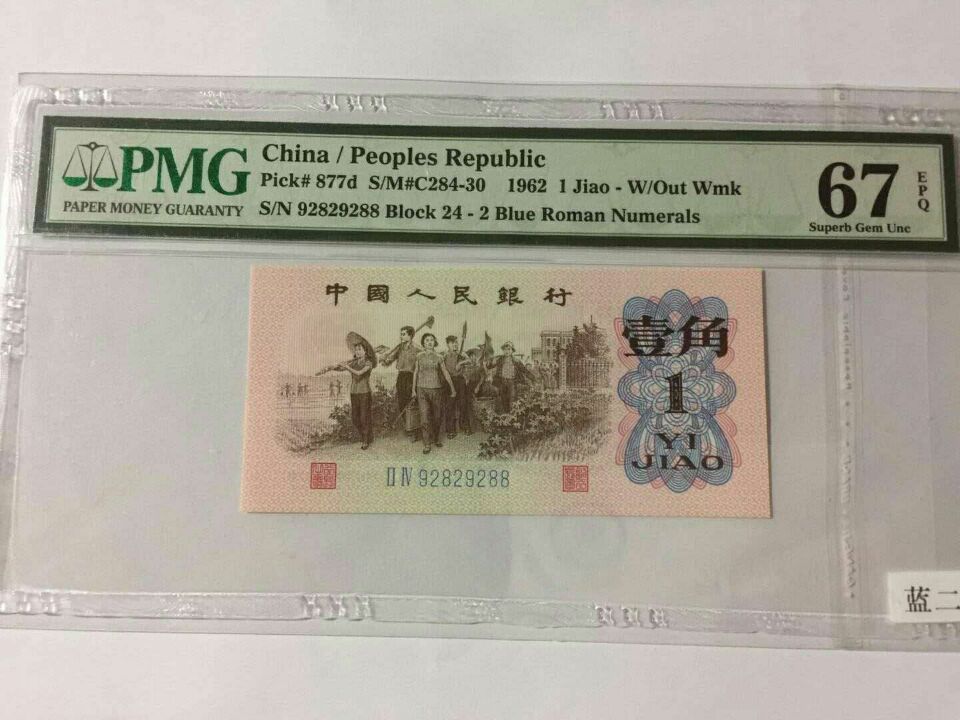 PMG
PAPER MONEY GUARANTY
China / Peoples Republic
Pick# 877d S/M#C284-30 1962 1 Jiao - W/Out Wmk
S/N 92829288 Block 24 - 2 Blue Roman Numerals
67
EPQ
Superb Gem Unc
中國人民銀行
壹角
1
YI
JIAO
II IV 92829288
蓝二